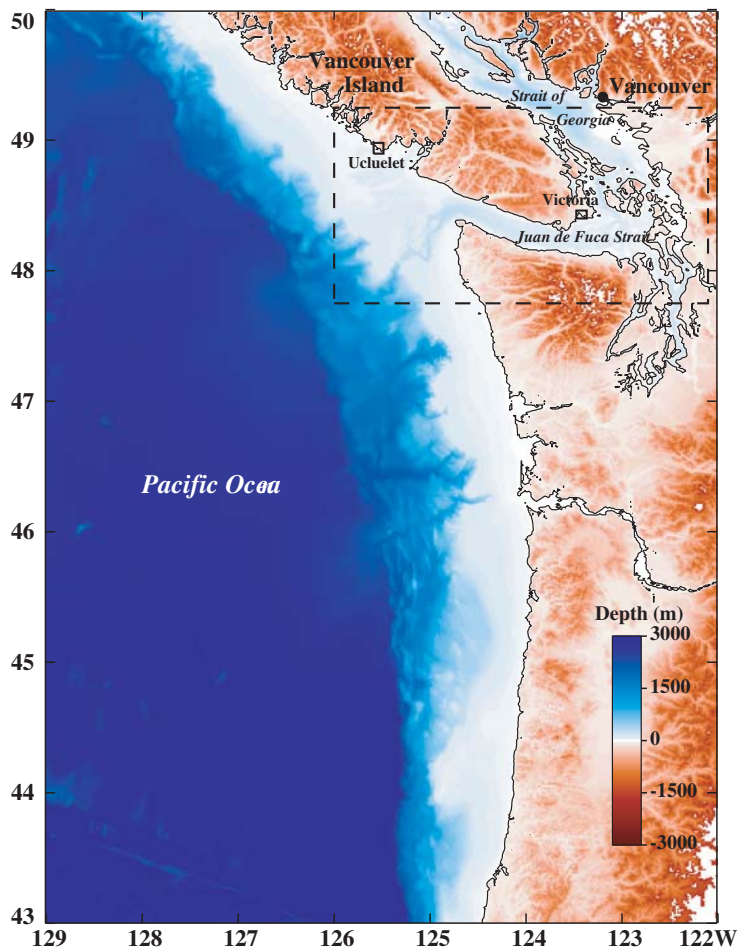 50
49
48
47
46
45
44
43
Vancouver
Island
Vancouver
Strait of
Georgia
Ucluelet
Victoria
Juan de Fuca Strait
Pacific Ocea
Depth (m)
3000
1500
0
-1500
-3000
129
128
127
126
125
124
123
122W